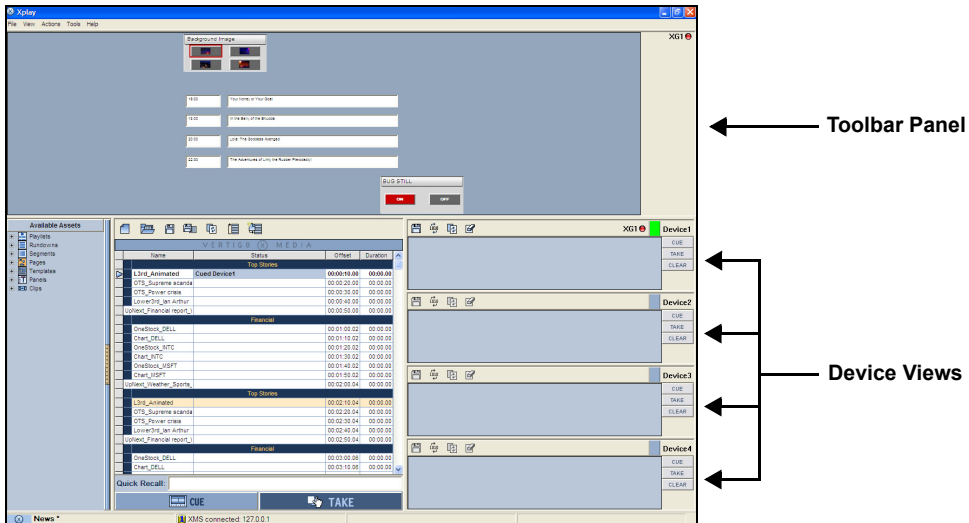 Xplay
File View Actions Tools Help
Background Image
XG1
18:00 Your Money or Your Goat
19:00 In the Belly of the Shuttle
20:00
22:00 The Adventures of Linky the Rubber
BUG STILL
ON OFF
Toolbar Panel
Available Assets
Playlists
Rundowns
Segments
Pages
Templates
Panels
Clips
VERTIGO X MEDIA
Name Status Offset Duration
Top Stories
L3rd_Animated Cued Device1 00:00:10.00 00:00.00
OTS_Supreme scanda 00:00:20.00 00:00.00
OTS_Power crisis 00:00:30.00 00:00.00
Lower3rd_Ian Arthur 00:00:40.00 00:00.00
UpNext_Financial report_\ 00:00:50.00 00:00.00
Financial
OneStock_DELL 00:01:00.02 00:00.00
Chart_DELL 00:01:10.02 00:00.00
OneStock_INTC 00:01:20.02 00:00.00
Chart_INTC 00:01:30.02 00:00.00
OneStock_MSFT 00:01:40.02 00:00.00
Chart_MSFT 00:01:50.02 00:00.00
UpNext_Weather_Sports_ 00:02:00.04 00:00.00
Top Stories
L3rd_Animated 00:02:10.04 00:00.00
OTS_Supreme scanda 00:02:20.04 00:00.00
OTS_Power crisis 00:02:30.04 00:00.00
Lower3rd_Ian Arthur 00:02:40.04 00:00.00
UpNext_Financial report_\ 00:02:50.04 00:00.00
Financial
OneStock_DELL 00:03:00.06 00:00.00
Chart_DELL 00:03:10.06 00:00.00
Quick Recall:
CUE TAKE
XG1 Device1
CUE
TAKE
CLEAR
Device2
CUE
TAKE
CLEAR
Device3
CUE
TAKE
CLEAR
Device4
CUE
TAKE
CLEAR
Device Views
News * XMS connected: 127.0.0.1